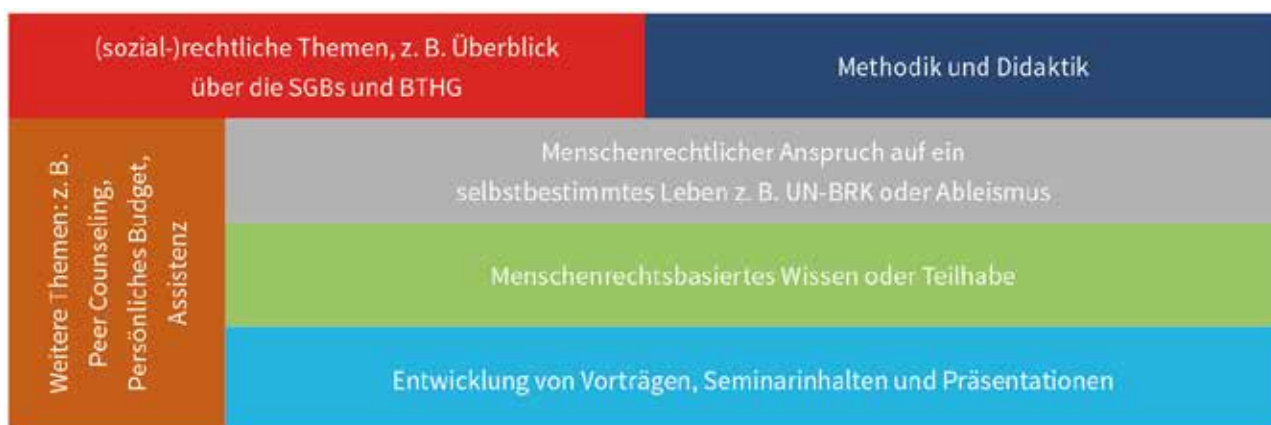 (sozial-)rechtliche Themen, z. B. Überblick
über die SGBs und BTHG
Methodik und Didaktik
Weitere Themen: z. B.
Peer Counseling,
Persönliches Budget,
Assistenz
Menschenrechtlicher Anspruch auf ein
selbstbestimmtes Leben z. B. UN-BRK oder Ableismus
Menschenrechtsbasiertes Wissen oder Teilhabe
Entwicklung von Vorträgen, Seminarinhalten und Präsentationen